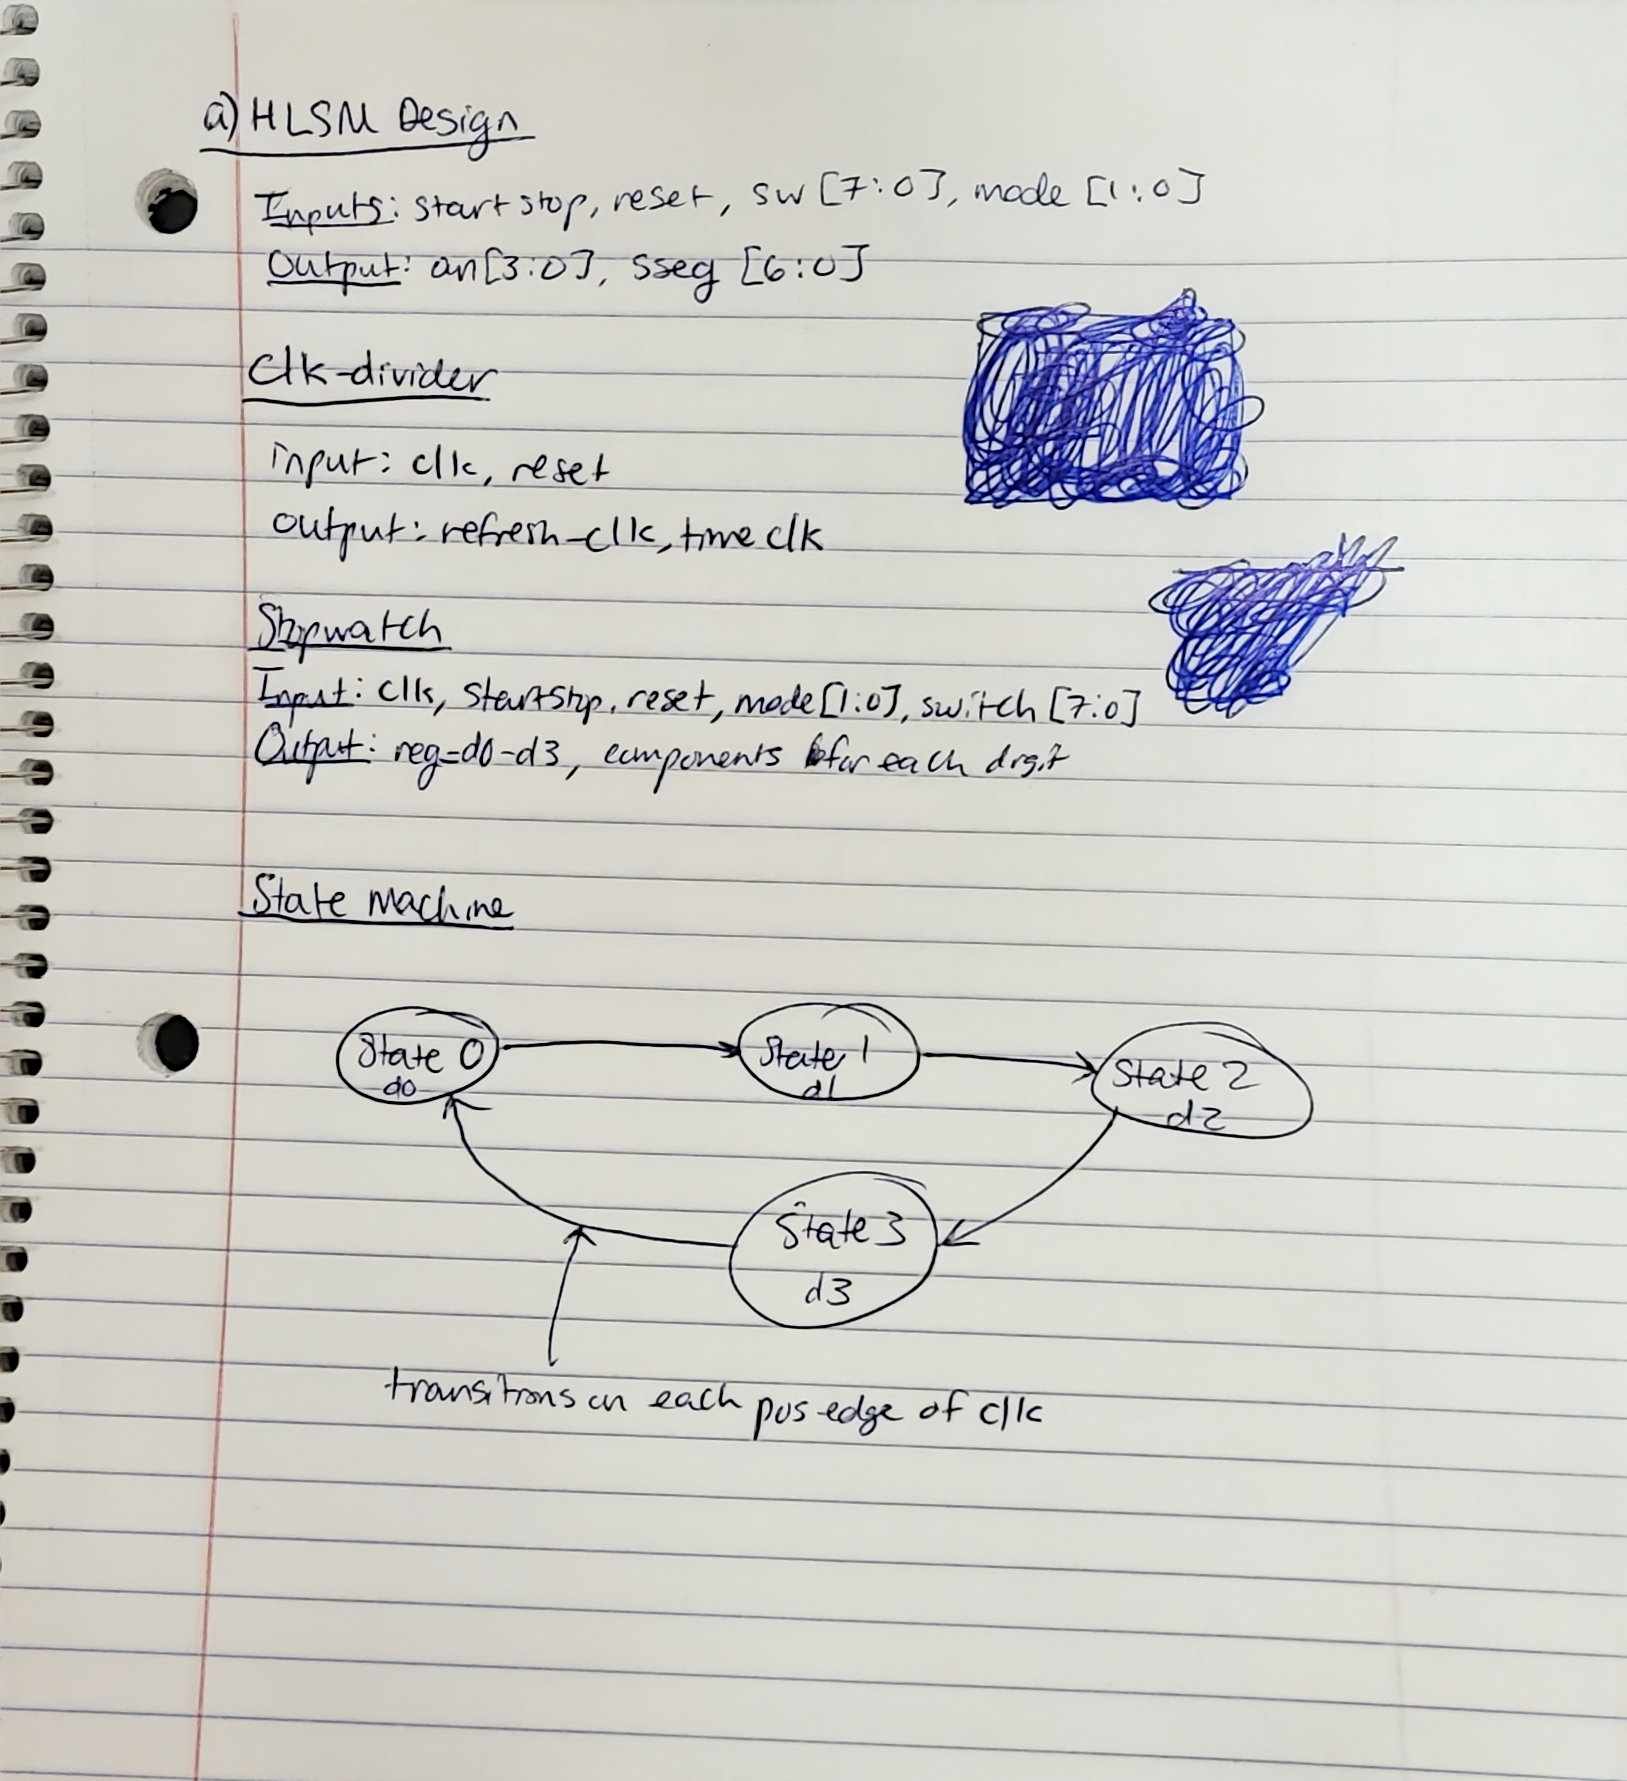 a) HLSM Design
Inputs: start stop, reset, sw [7:0], mode [1:0]
Output: an[3:0], sseg [6:0]
Clk-divider
input: clk, reset
output: refresh-clk, time clk
Stopwatch
Input: clk, startstop, reset, mode[1:0], switch [7:0]
Output: reg=d0-d3, components for each digit
State Machine
State 0
d0
State 1
d1
State 2
d2
State 3
d3
transitions on each pos edge of clk